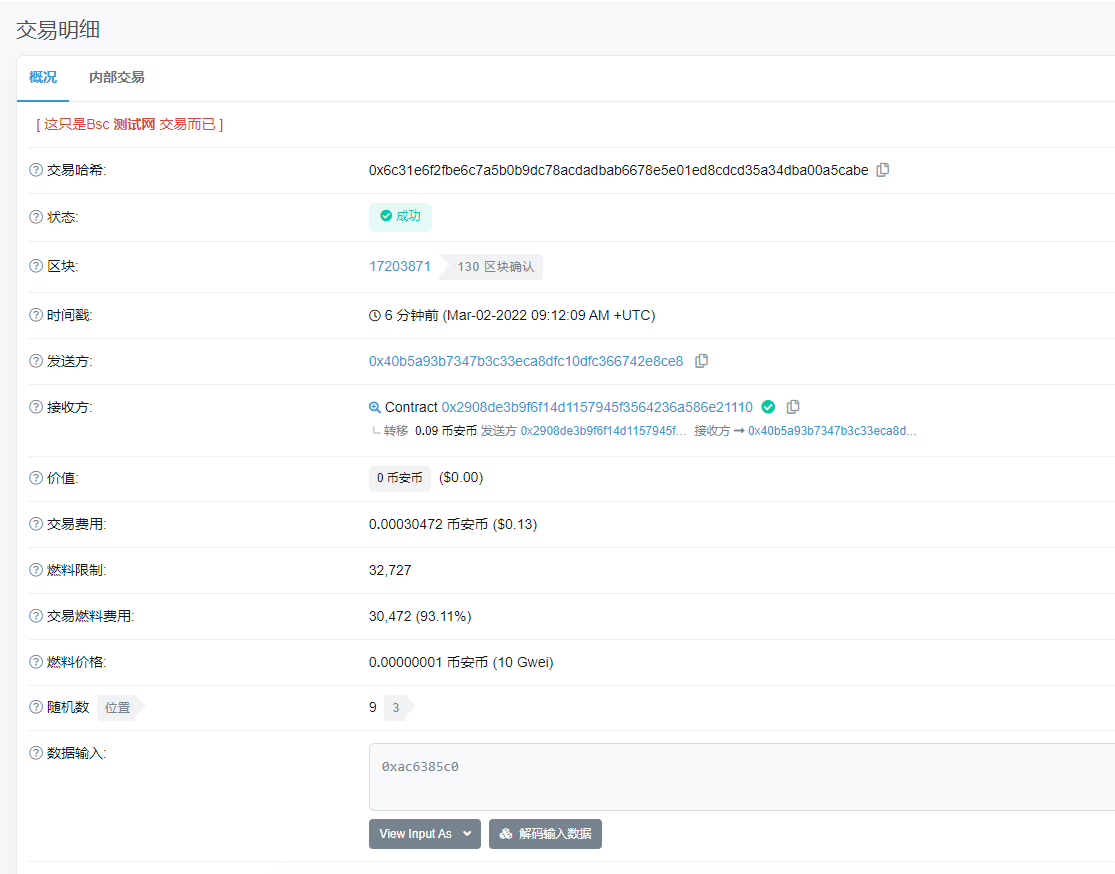 交易明细
概况 内部交易
[ 这只是Bsc 测试网 交易而已 ]
交易哈希: 0x6c31e6f2fbe6c7a5b0b9dc78acdadbab6678e5e01ed8cdcd35a34dba00a5cabe
状态: 成功
区块: 17203871 130 区块确认
时间戳: 6 分钟前 (Mar-02-2022 09:12:09 AM +UTC)
发送方: 0x40b5a93b7347b3c33eca8dfc10dfc366742e8ce8
接收方: Contract 0x2908de3b9f6f14d1157945f3564236a586e21110
转移 0.09 币安币 发送方 0x2908de3b9f6f14d1157945f... 接收方 → 0x40b5a93b7347b3c33eca8d...
价值: 0 币安币 ($0.00)
交易费用: 0.00030472 币安币 ($0.13)
燃料限制: 32,727
交易燃料费用: 30,472 (93.11%)
燃料价格: 0.00000001 币安币 (10 Gwei)
随机数 位置 9 3
数据输入: 0xac6385c0
View Input As 解码输入数据